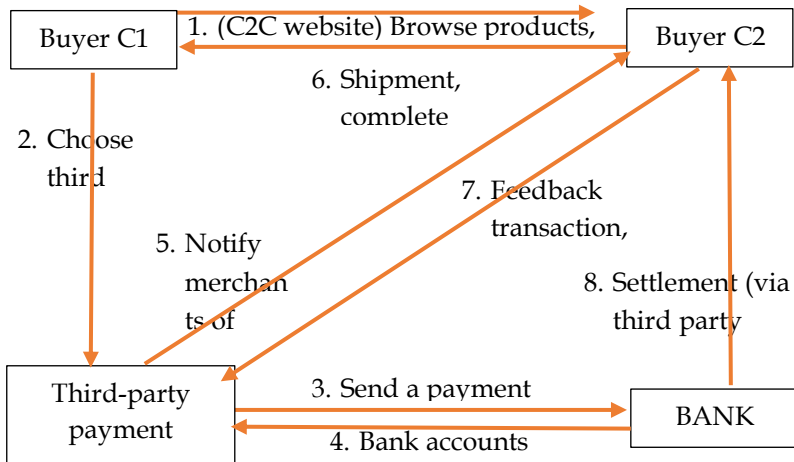 Buyer C1
1. (C2C website) Browse products,
Buyer C2
6. Shipment,
complete
2. Choose
third
7. Feedback
transaction,
5. Notify
merchan
ts of
8. Settlement (via
third party
Third-party
payment
3. Send a payment
4. Bank accounts
BANK